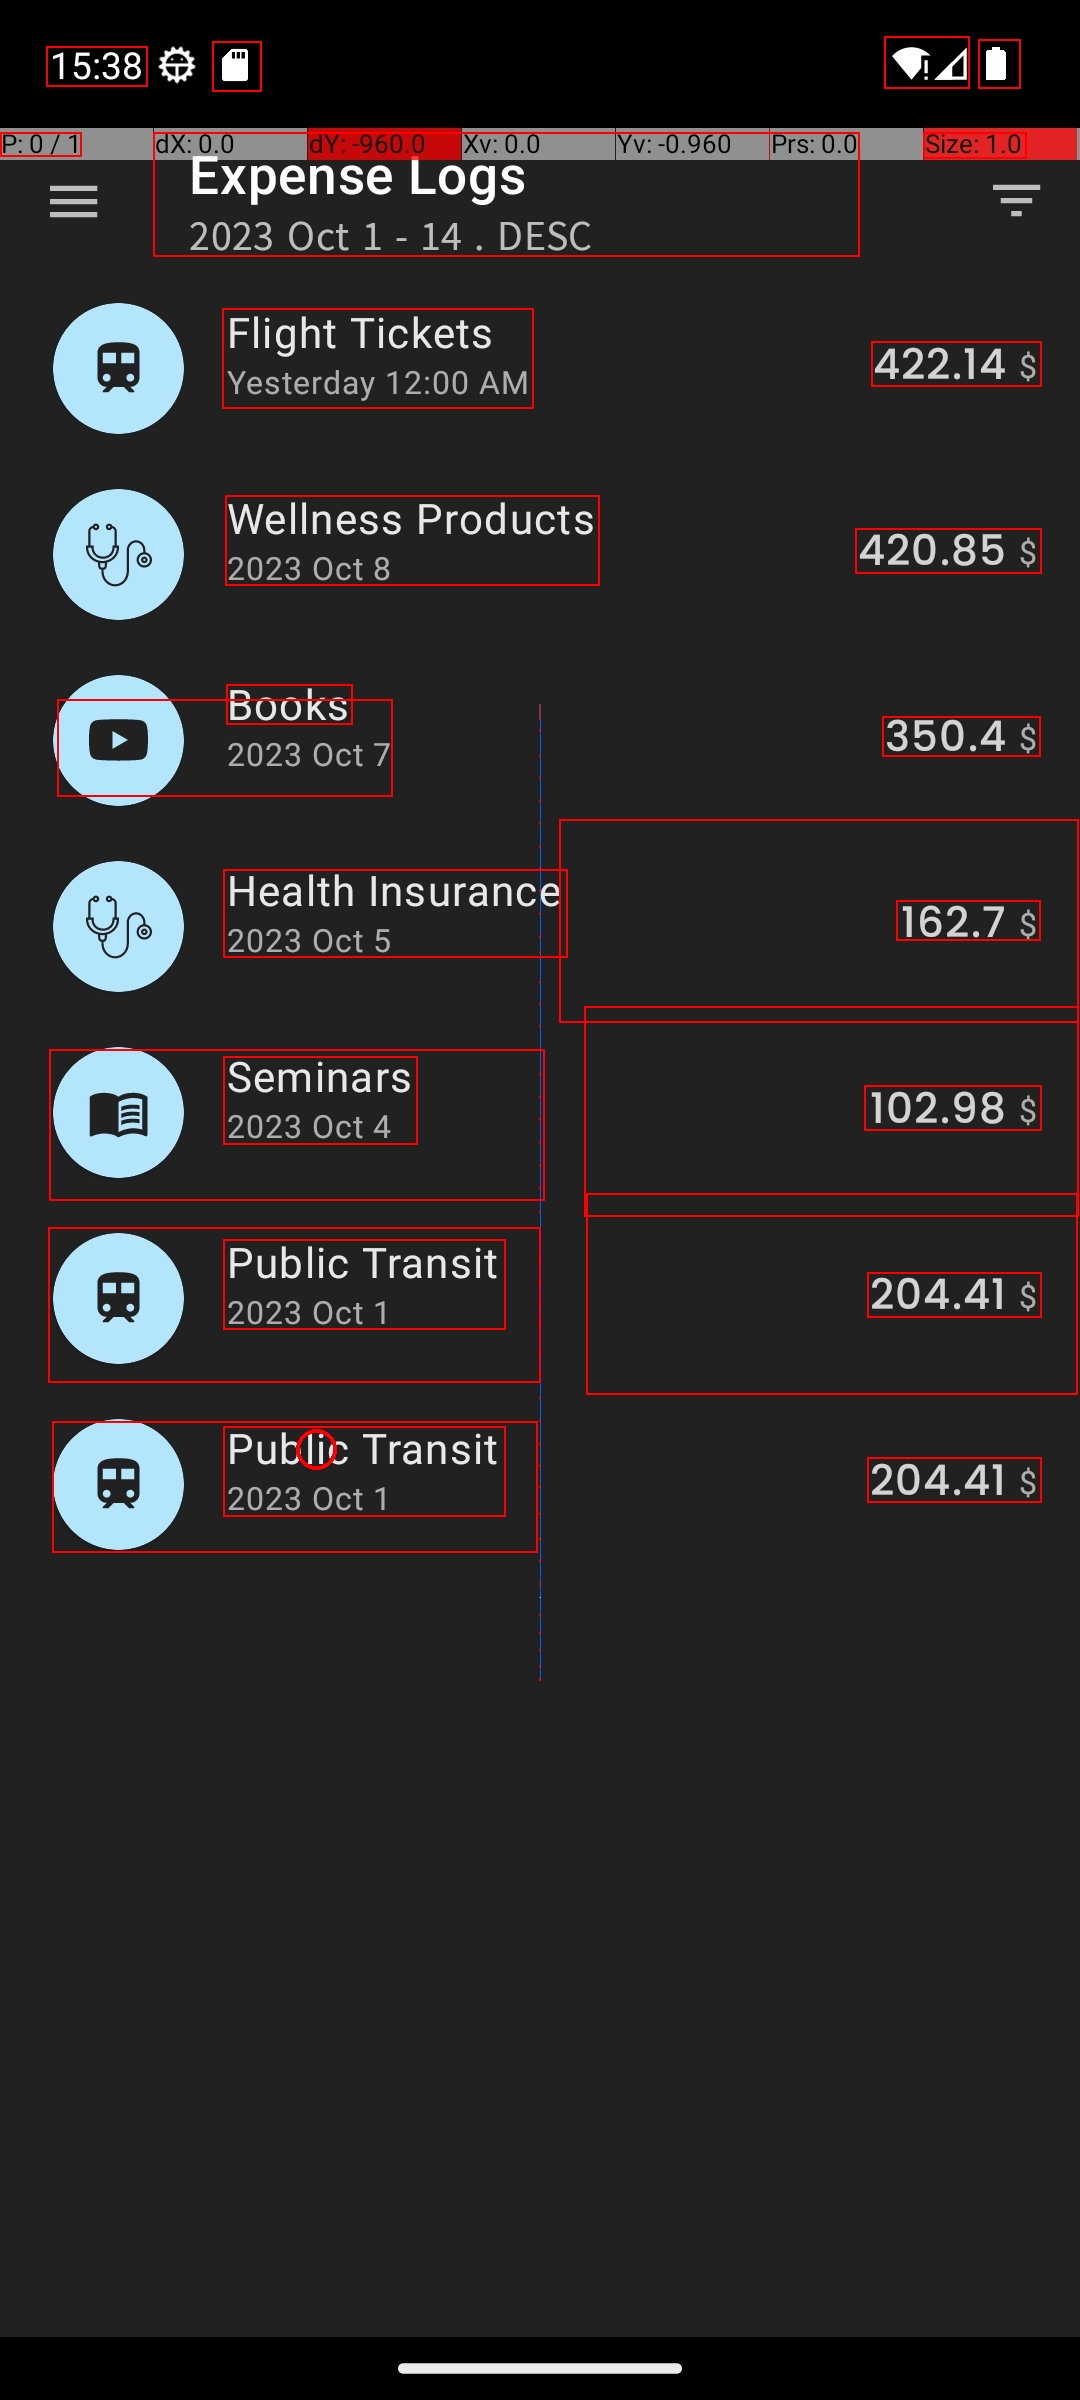 15:38
P: 0 / 1 dX: 0.0 dY: -960.0 Xv: 0.0 Yv: -0.960 Prs: 0.0 Size: 1.0
Expense Logs
2023 Oct 1 - 14 . DESC
Flight Tickets
Yesterday 12:00 AM
422.14 $
Wellness Products
2023 Oct 8
420.85 $
Books
2023 Oct 7
350.4 $
Health Insurance
2023 Oct 5
162.7 $
Seminars
2023 Oct 4
102.98 $
Public Transit
2023 Oct 1
204.41 $
Public Transit
2023 Oct 1
204.41 $